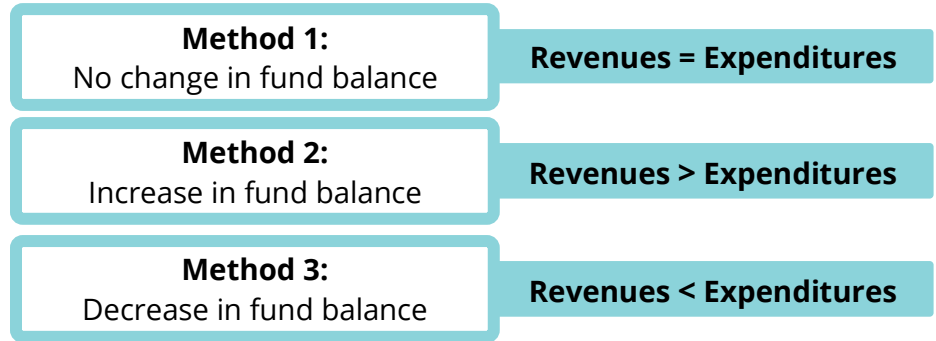 Method 1:
No change in fund balance
Revenues = Expenditures
Method 2:
Increase in fund balance
Revenues > Expenditures
Method 3:
Decrease in fund balance
Revenues < Expenditures